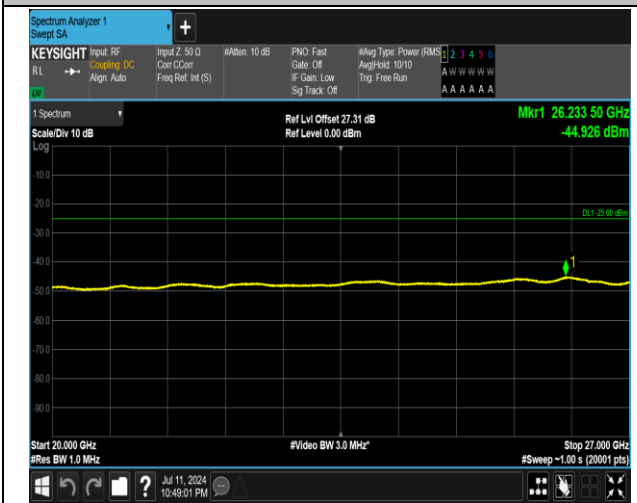 Spectrum Analyzer 1
Swept SA
+
KEYSIGHT
RL
LXI
Input: RF
Coupling: DC
Align: Auto
Input Z: 50 Ω
Corr CCorr
Freq Ref: Int (S)
#Atten: 10 dB
PNO: Fast
Gate: Off
IF Gain: Low
Sig Track: Off
#Avg Type: Power (RMS
Avg|Hold: 10/10
Trig: Free Run
1 2 3 4 5 6
A W W W W W
A A A A A A
1 Spectrum
Scale/Div 10 dB
Log
Ref Lvl Offset 27.31 dB
Ref Level 0.00 dBm
Mkr1 26.233 50 GHz
-44.926 dBm
-10.0
-20.0
DL1 -25.00 dBm
-30.0
-40.0
1
-50.0
-60.0
-70.0
-80.0
-90.0
Start 20.000 GHz
#Res BW 1.0 MHz
#Video BW 3.0 MHz*
Stop 27.000 GHz
#Sweep ~1.00 s (20001 pts)
?
Jul 11, 2024
10:49:01 PM